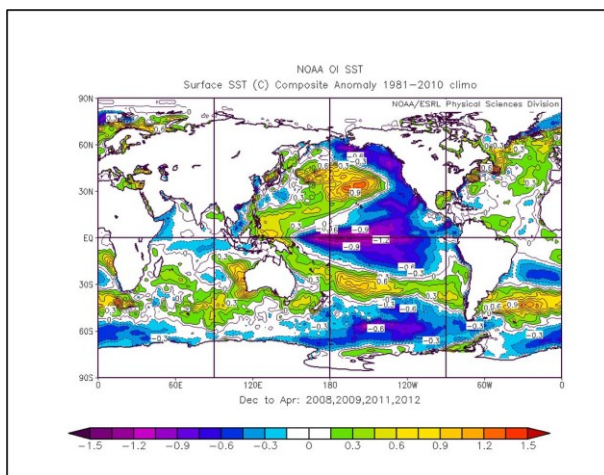 NOAA OI SST
Surface SST (C) Composite Anomaly 1981−2010 climo
NOAA/ESRL Physical Sciences Division
90N
60N
30N
EQ
30S
60S
90S
0 60E 120E 180 120W 60W 0
Dec to Apr: 2008,2009,2011,2012
−1.5 −1.2 −0.9 −0.6 −0.3 0 0.3 0.6 0.9 1.2 1.5